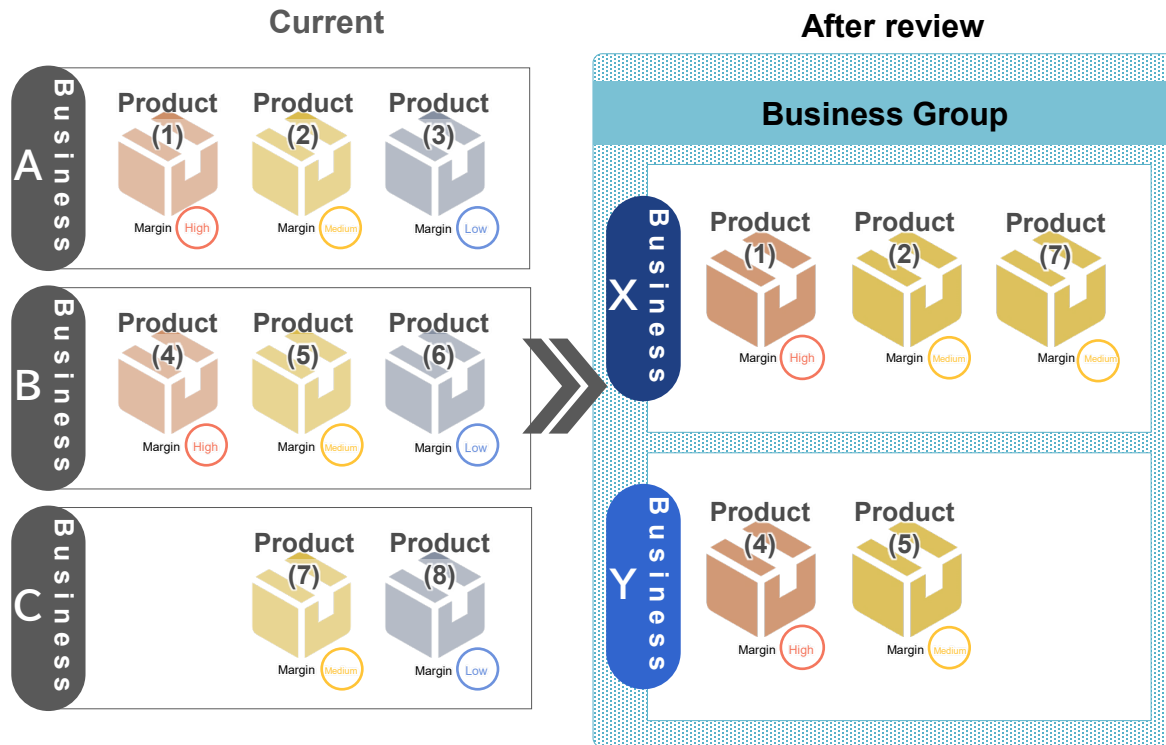 Current
After review
Business A
Product Product Product
(1) (2) (3)
Margin High Margin Medium Margin Low
Business B
Product Product Product
(4) (5) (6)
Margin High Margin Medium Margin Low
Business C
Product Product
(7) (8)
Margin Medium Margin Low
Business Group
Business X
Product Product Product
(1) (2) (7)
Margin High Margin Medium Margin Medium
Business Y
Product Product
(4) (5)
Margin High Margin Medium